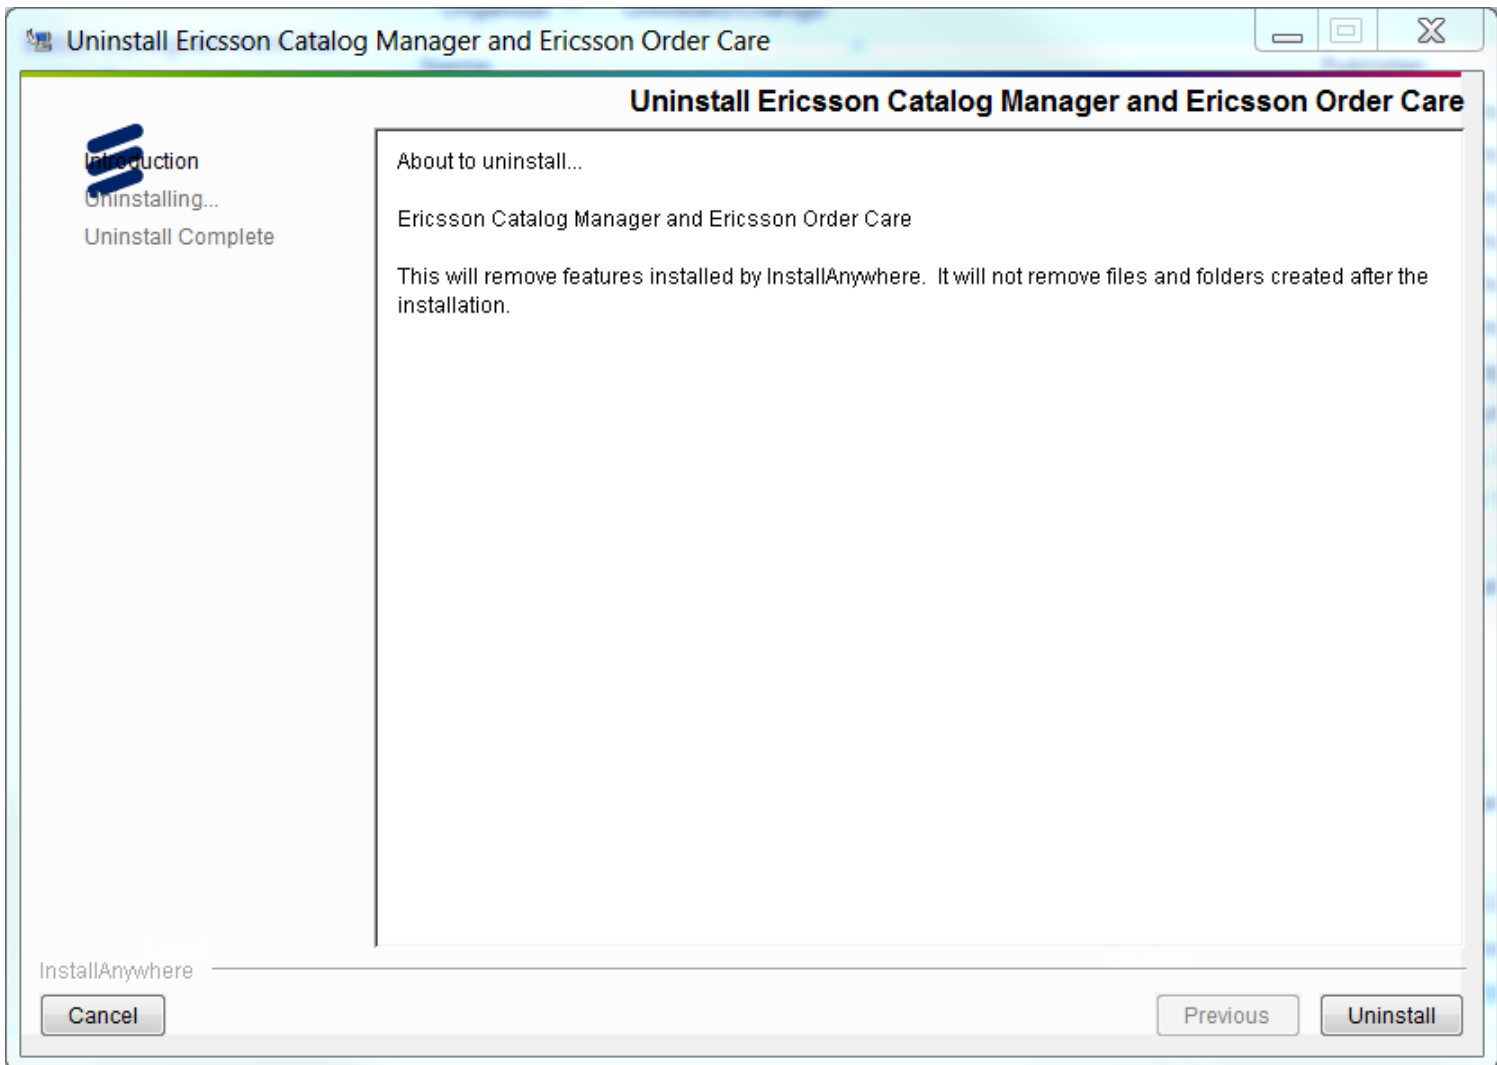 Uninstall Ericsson Catalog Manager and Ericsson Order Care
Uninstall Ericsson Catalog Manager and Ericsson Order Care
Introduction
Uninstalling...
Uninstall Complete
About to uninstall...
Ericsson Catalog Manager and Ericsson Order Care
This will remove features installed by InstallAnywhere.  It will not remove files and folders created after the
installation.
InstallAnywhere
Cancel
Previous
Uninstall